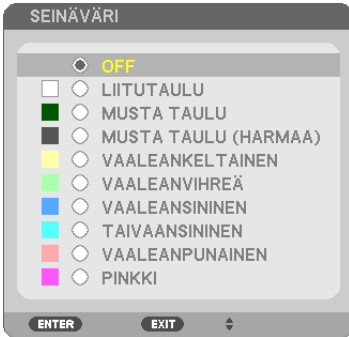 SEINÄVÄRI
OFF
LIITUTAULU
MUSTA TAULU
MUSTA TAULU (HARMAA)
VAALEANKELTAINEN
VAALEANVIHREÄ
VAALEANSININEN
TAIVAANSININEN
VAALEANPUNAINEN
PINKKI
ENTER EXIT